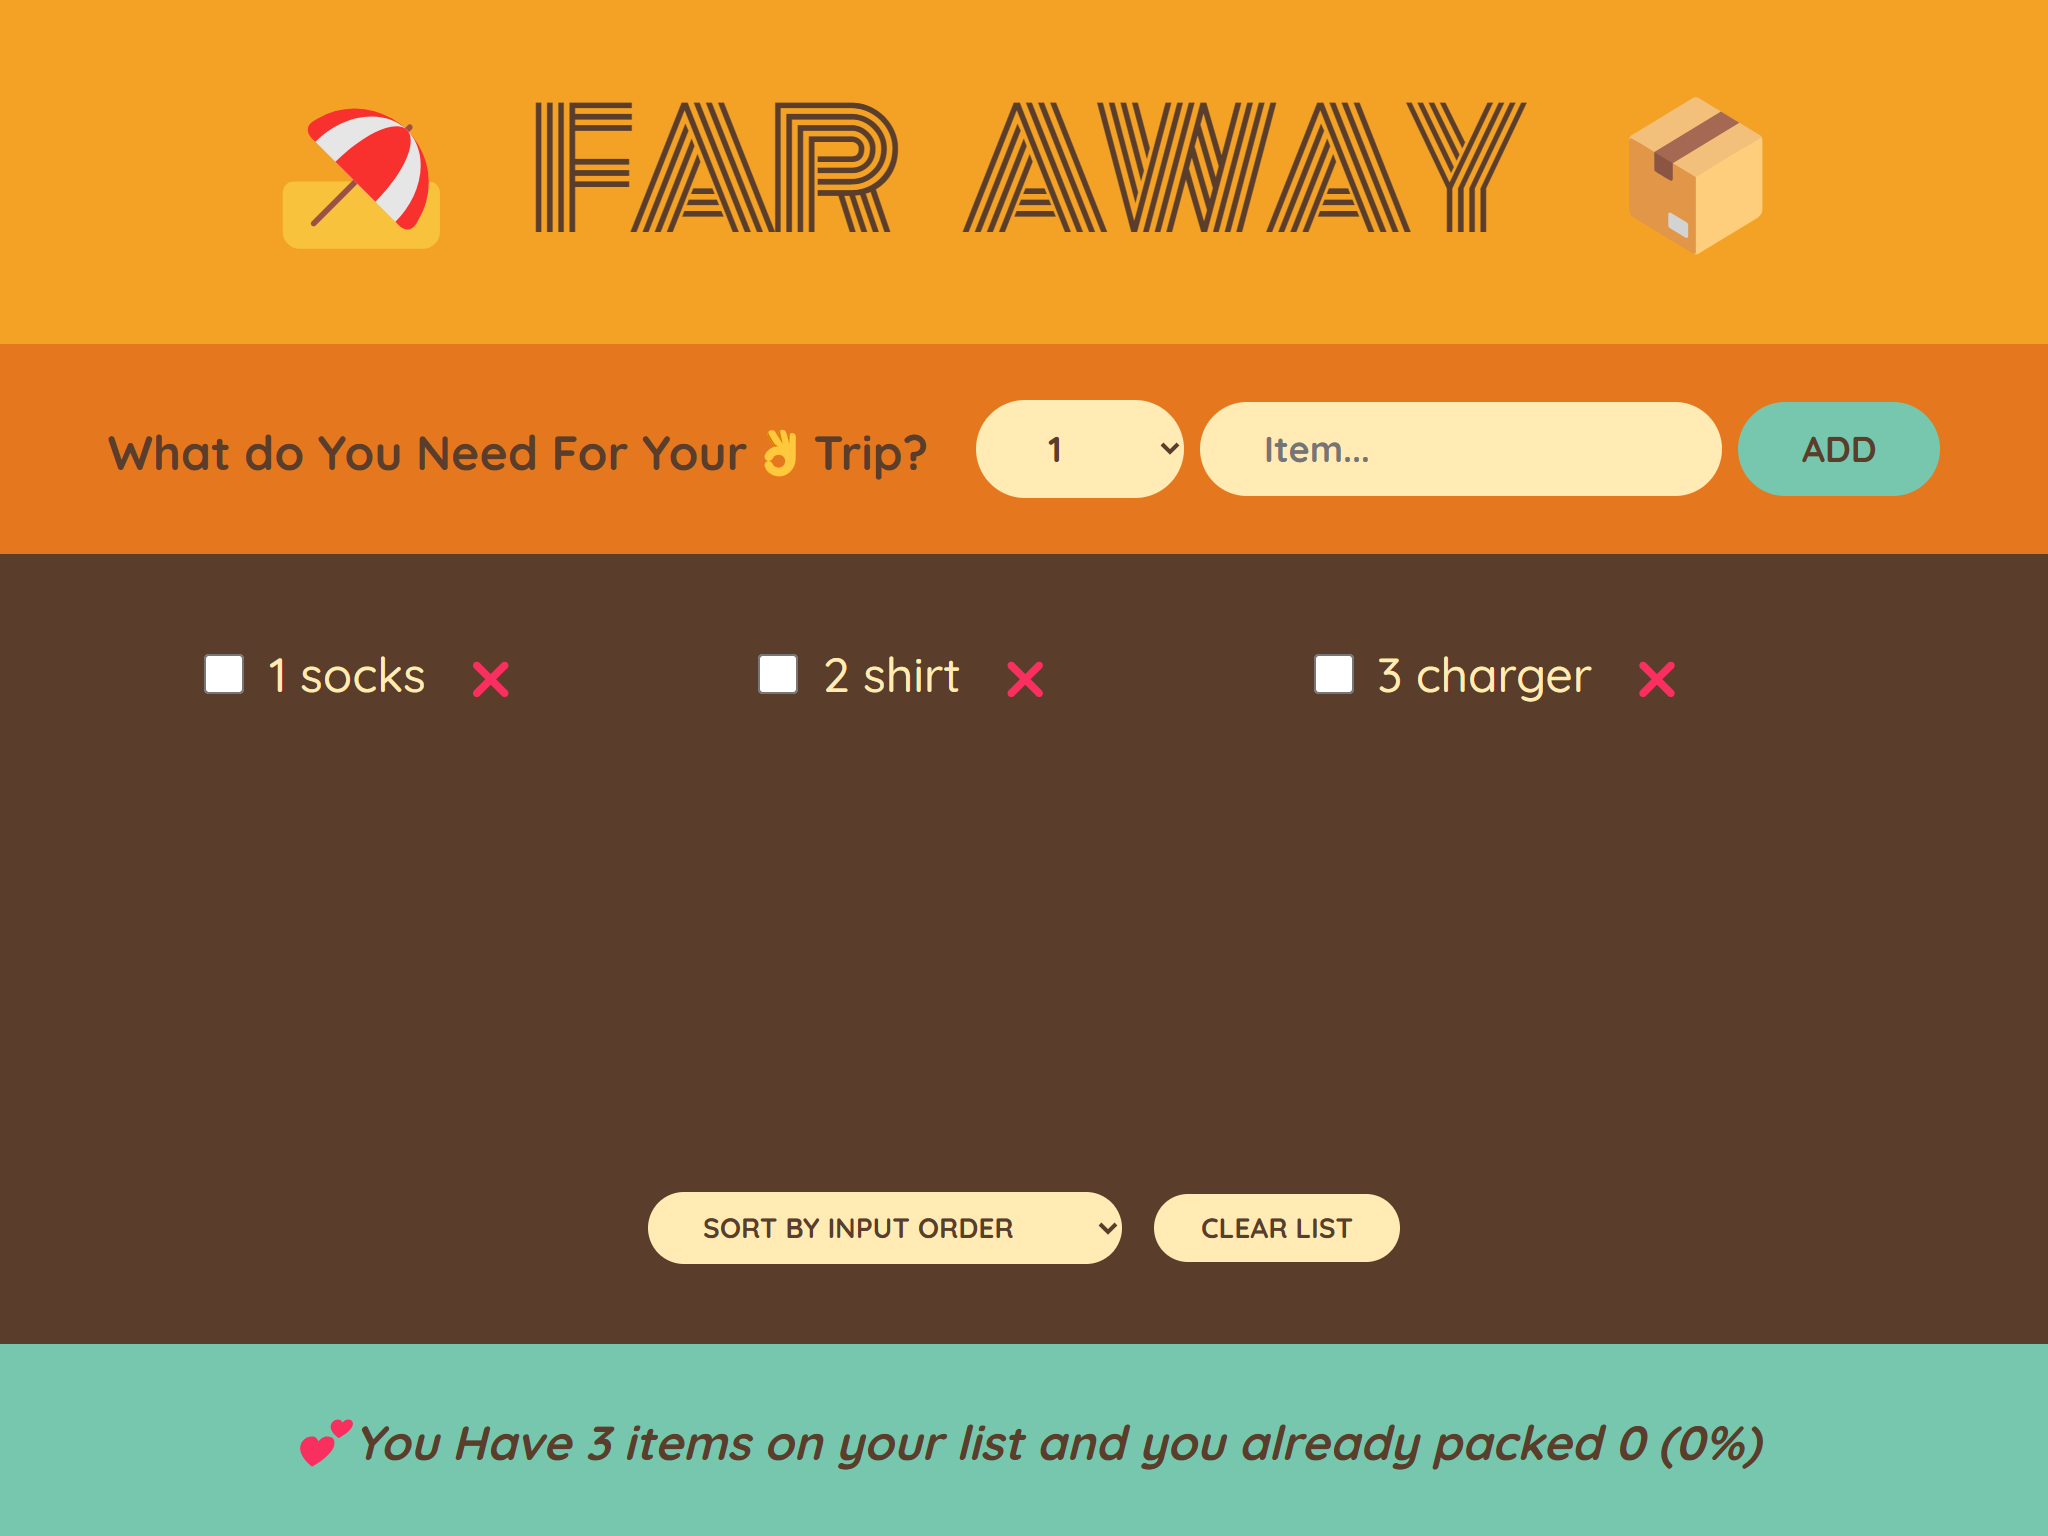 FAR AWAY
What do You Need For Your 👌 Trip? 1 Item... ADD
1 socks ❌ 2 shirt ❌ 3 charger ❌
SORT BY INPUT ORDER CLEAR LIST
💕You Have 3 items on your list and you already packed 0 (0%)